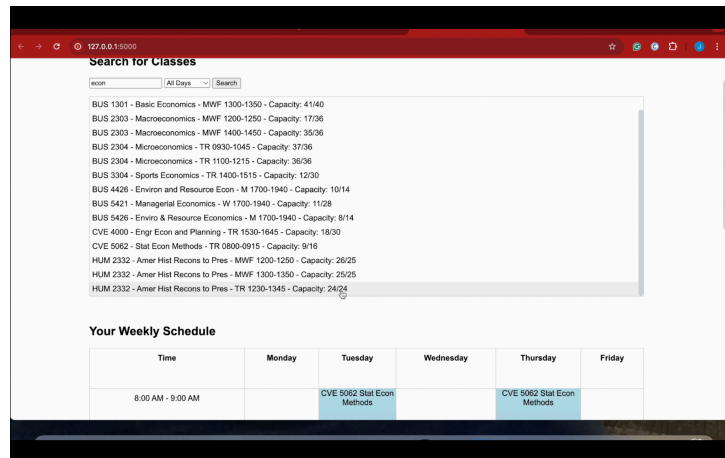 127.0.0.1:5000
Search for Classes
econ All Days Search
BUS 1301 - Basic Economics - MWF 1300-1350 - Capacity: 41/40
BUS 2303 - Macroeconomics - MWF 1200-1250 - Capacity: 17/36
BUS 2303 - Macroeconomics - MWF 1400-1450 - Capacity: 35/36
BUS 2304 - Microeconomics - TR 0930-1045 - Capacity: 37/36
BUS 2304 - Microeconomics - TR 1100-1215 - Capacity: 36/36
BUS 3304 - Sports Economics - TR 1400-1515 - Capacity: 12/30
BUS 4426 - Environ and Resource Econ - M 1700-1940 - Capacity: 10/14
BUS 5421 - Managerial Economics - W 1700-1940 - Capacity: 11/28
BUS 5426 - Enviro & Resource Economics - M 1700-1940 - Capacity: 8/14
CVE 4000 - Engr Econ and Planning - TR 1530-1645 - Capacity: 18/30
CVE 5062 - Stat Econ Methods - TR 0800-0915 - Capacity: 9/16
HUM 2332 - Amer Hist Recons to Pres - MWF 1200-1250 - Capacity: 26/25
HUM 2332 - Amer Hist Recons to Pres - MWF 1300-1350 - Capacity: 25/25
HUM 2332 - Amer Hist Recons to Pres - TR 1230-1345 - Capacity: 24/24
Your Weekly Schedule
Time Monday Tuesday Wednesday Thursday Friday
8:00 AM - 9:00 AM
CVE 5062 Stat Econ
Methods
CVE 5062 Stat Econ
Methods